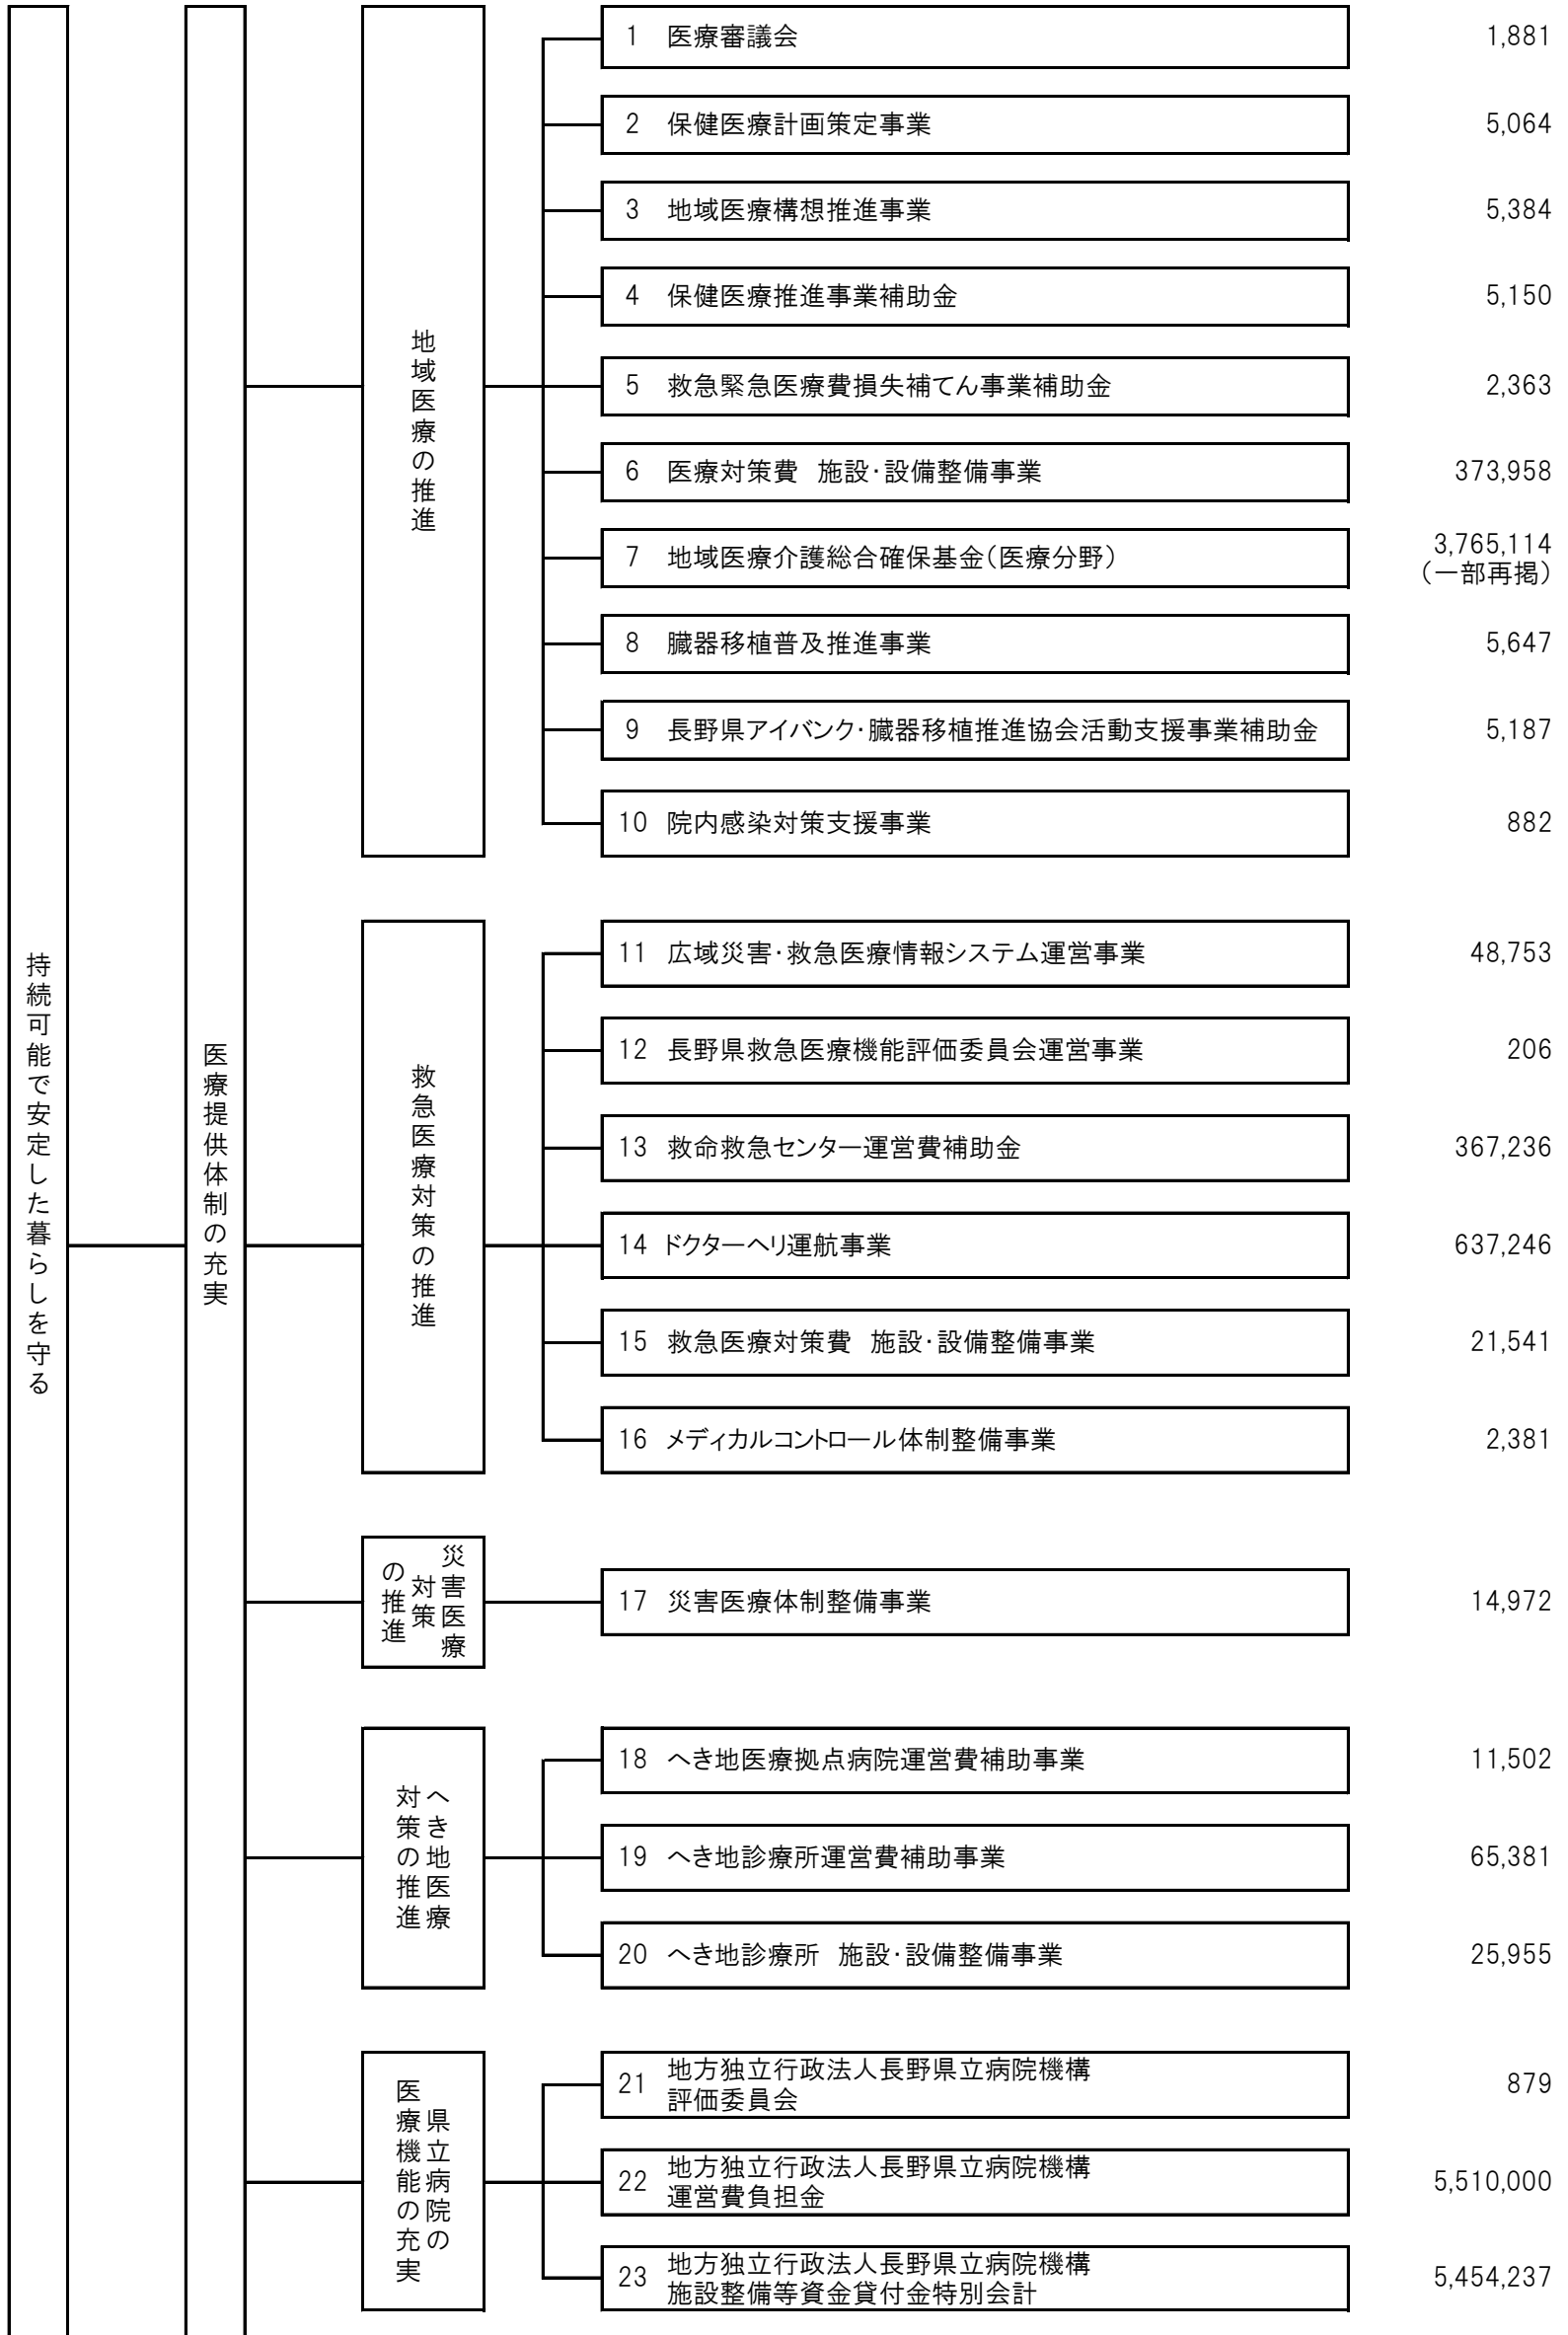 持続可能で安定した暮らしを守る
医療提供体制の充実
地域医療の推進
1 医療審議会 1,881
2 保健医療計画策定事業 5,064
3 地域医療構想推進事業 5,384
4 保健医療推進事業補助金 5,150
5 救急緊急医療費損失補てん事業補助金 2,363
6 医療対策費 施設・設備整備事業 373,958
7 地域医療介護総合確保基金(医療分野) 3,765,114
(一部再掲)
8 臓器移植普及推進事業 5,647
9 長野県アイバンク・臓器移植推進協会活動支援事業補助金 5,187
10 院内感染対策支援事業 882
救急医療対策の推進
11 広域災害・救急医療情報システム運営事業 48,753
12 長野県救急医療機能評価委員会運営事業 206
13 救命救急センター運営費補助金 367,236
14 ドクターヘリ運航事業 637,246
15 救急医療対策費 施設・設備整備事業 21,541
16 メディカルコントロール体制整備事業 2,381
災害医療
対策
の推進
17 災害医療体制整備事業 14,972
へき地医療
対策の推進
18 へき地医療拠点病院運営費補助事業 11,502
19 へき地診療所運営費補助事業 65,381
20 へき地診療所 施設・設備整備事業 25,955
県立病院の
医療機能の充実
21 地方独立行政法人長野県立病院機構
評価委員会 879
22 地方独立行政法人長野県立病院機構
運営費負担金 5,510,000
23 地方独立行政法人長野県立病院機構
施設整備等資金貸付金特別会計 5,454,237